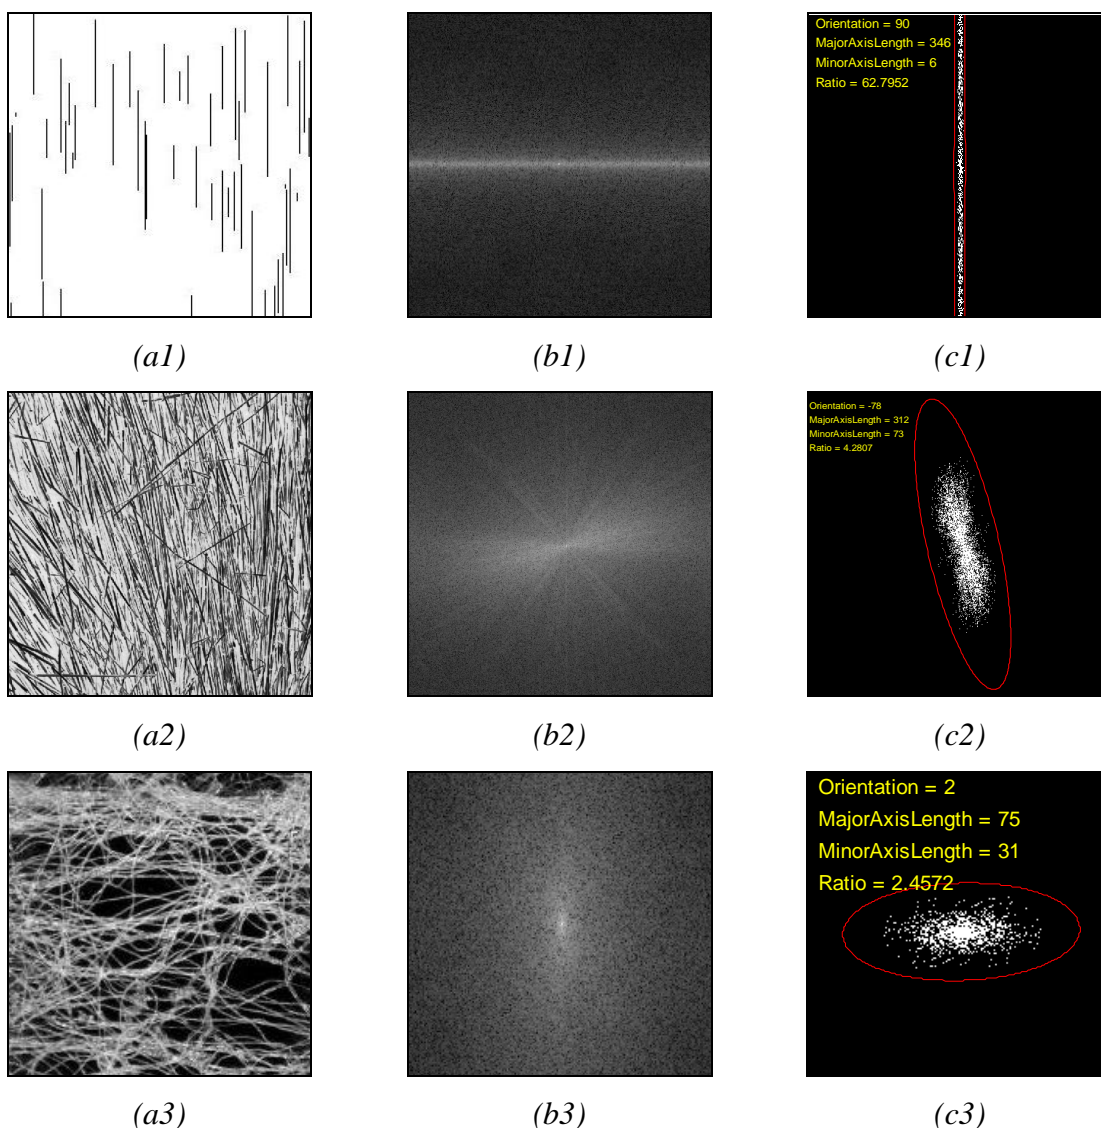 Orientation = 90
MajorAxisLength = 346
MinorAxisLength = 6
Ratio = 62.7952
(a1)
(b1)
(c1)
Orientation = -78
MajorAxisLength = 312
MinorAxisLength = 73
Ratio = 4.2807
(a2)
(b2)
(c2)
Orientation = 2
MajorAxisLength = 75
MinorAxisLength = 31
Ratio = 2.4572
(a3)
(b3)
(c3)